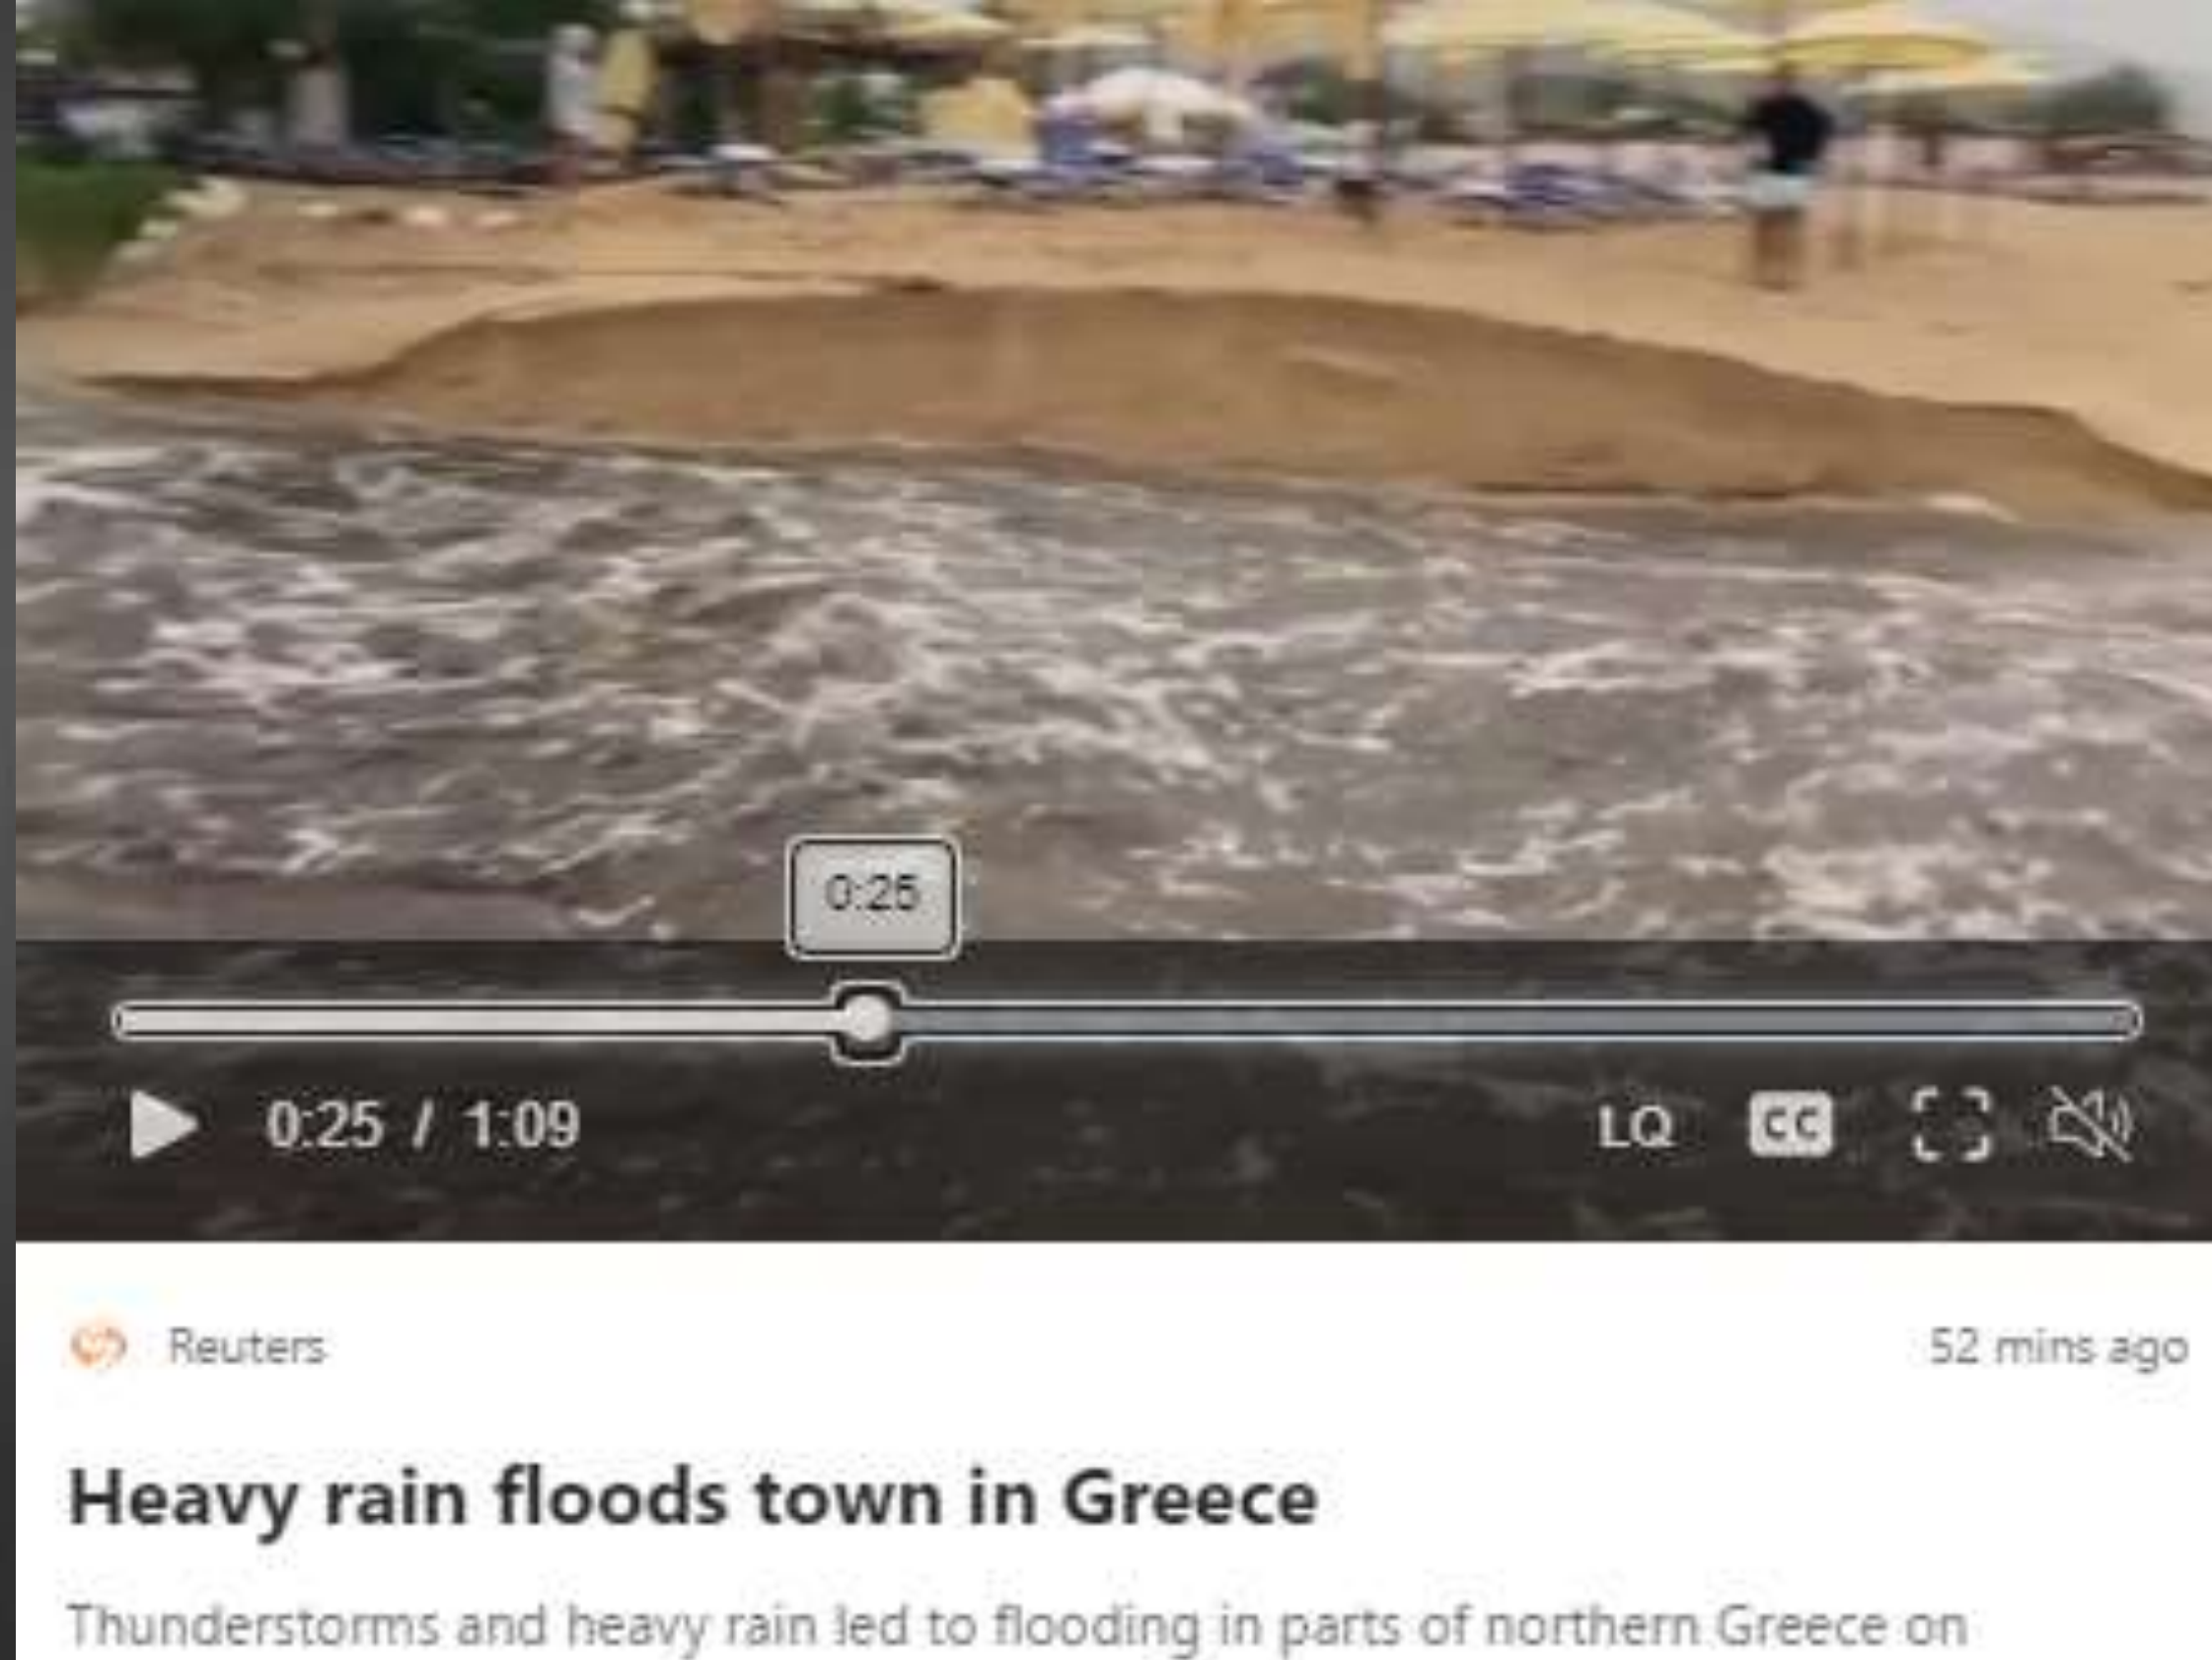 0:25
0:25 / 1:09
LQ CC
Reuters 52 mins ago
Heavy rain floods town in Greece
Thunderstorms and heavy rain led to flooding in parts of northern Greece on